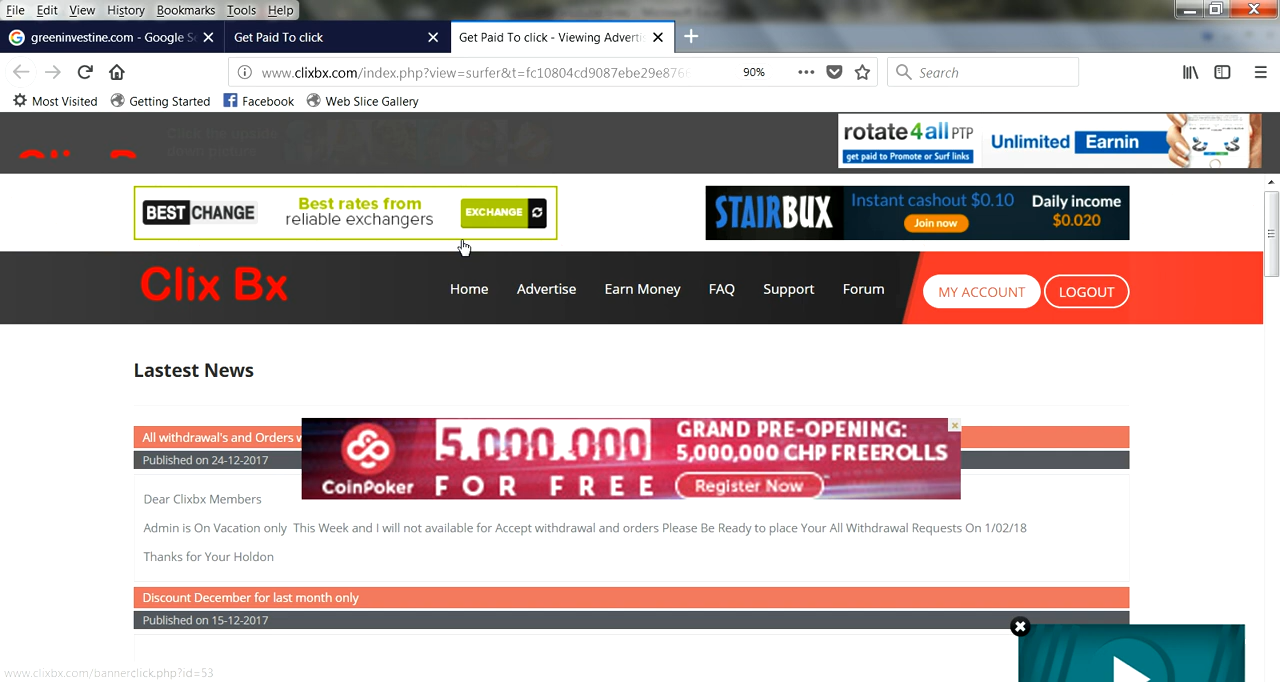 File Edit View History Bookmarks Tools Help
greeninvestine.com - Google Se
Get Paid To click
Get Paid To click - Viewing Adverti
www.clixbx.com/index.php?view=surfer&t=fc10804cd9087ebe29e876
90%
Search
Most Visited Getting Started Facebook Web Slice Gallery
Click the upside
down picture
rotate4all PTP
get paid to Promote or Surf links
Unlimited Earnin
BESTCHANGE
Best rates from
reliable exchangers
EXCHANGE
STAIRBUX
Instant cashout $0.10
Join now
Daily income
$0.020
Clix Bx
Home Advertise Earn Money FAQ Support Forum
MY ACCOUNT LOGOUT
Lastest News
All withdrawal's and Orders w
Published on 24-12-2017
CoinPoker
5,000,000
FOR FREE
GRAND PRE-OPENING:
5,000,000 CHP FREEROLLS
Register Now
Dear Clixbx Members
Admin is On Vacation only This Week and I will not available for Accept withdrawal and orders Please Be Ready to place Your All Withdrawal Requests On 1/02/18
Thanks for Your Holdon
Discount December for last month only
Published on 15-12-2017
www.clixbx.com/bannerclick.php?id=53